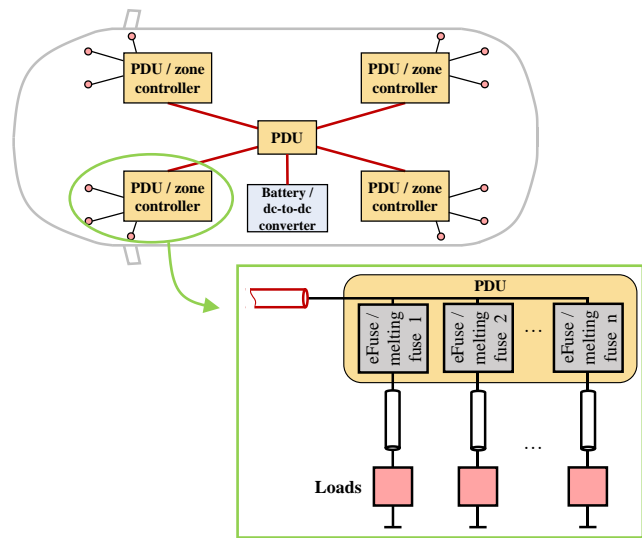 PDU / zone
controller
PDU / zone
controller
PDU
PDU / zone
controller
Battery /
dc-to-dc
converter
PDU / zone
controller
PDU
eFuse /
melting
fuse 1
eFuse /
melting
fuse 2
...
eFuse /
melting
fuse n
...
Loads